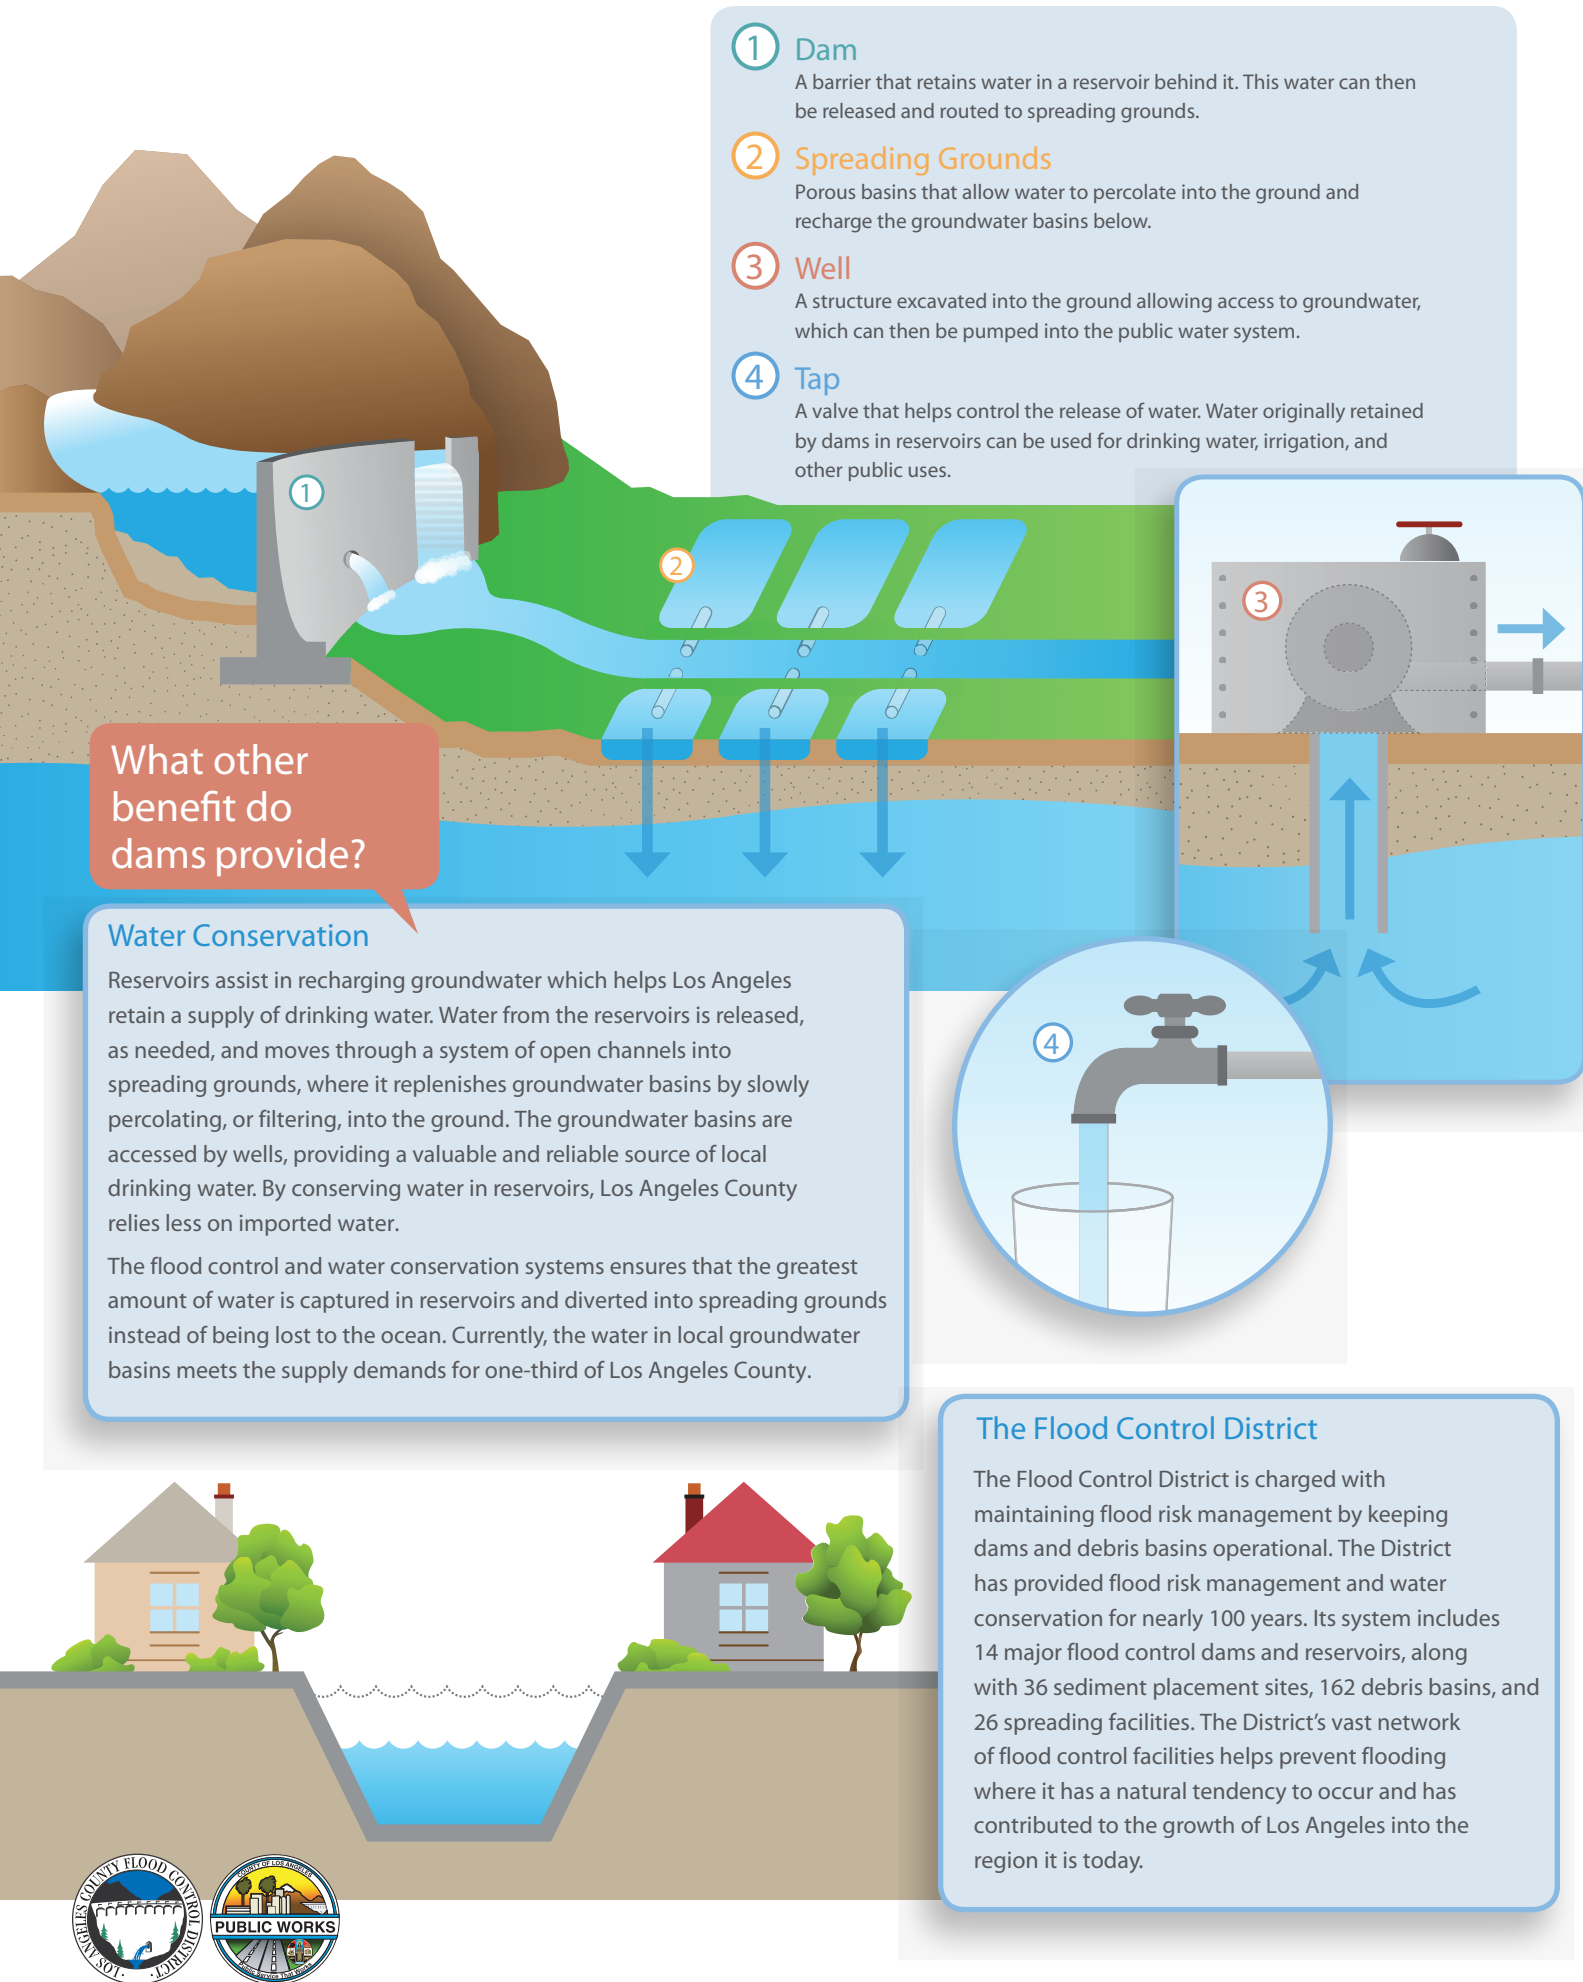 1 Dam
A barrier that retains water in a reservoir behind it. This water can then
be released and routed to spreading grounds.
2 Spreading Grounds
Porous basins that allow water to percolate into the ground and
recharge the groundwater basins below.
3 Well
A structure excavated into the ground allowing access to groundwater,
which can then be pumped into the public water system.
4 Tap
A valve that helps control the release of water. Water originally retained
by dams in reservoirs can be used for drinking water, irrigation, and
other public uses.
1
2
3
What other
benefit do
dams provide?
Water Conservation
Reservoirs assist in recharging groundwater which helps Los Angeles
retain a supply of drinking water. Water from the reservoirs is released,
as needed, and moves through a system of open channels into
spreading grounds, where it replenishes groundwater basins by slowly
percolating, or filtering, into the ground. The groundwater basins are
accessed by wells, providing a valuable and reliable source of local
drinking water. By conserving water in reservoirs, Los Angeles County
relies less on imported water.
The flood control and water conservation systems ensures that the greatest
amount of water is captured in reservoirs and diverted into spreading grounds
instead of being lost to the ocean. Currently, the water in local groundwater
basins meets the supply demands for one-third of Los Angeles County.
4
The Flood Control District
The Flood Control District is charged with
maintaining flood risk management by keeping
dams and debris basins operational. The District
has provided flood risk management and water
conservation for nearly 100 years. Its system includes
14 major flood control dams and reservoirs, along
with 36 sediment placement sites, 162 debris basins, and
26 spreading facilities. The District's vast network
of flood control facilities helps prevent flooding
where it has a natural tendency to occur and has
contributed to the growth of Los Angeles into the
region it is today.
·LOS ANGELES COUNTY FLOOD CONTROL DISTRICT·
COUNTY OF LOS ANGELES
PUBLIC WORKS
Public Service That Works